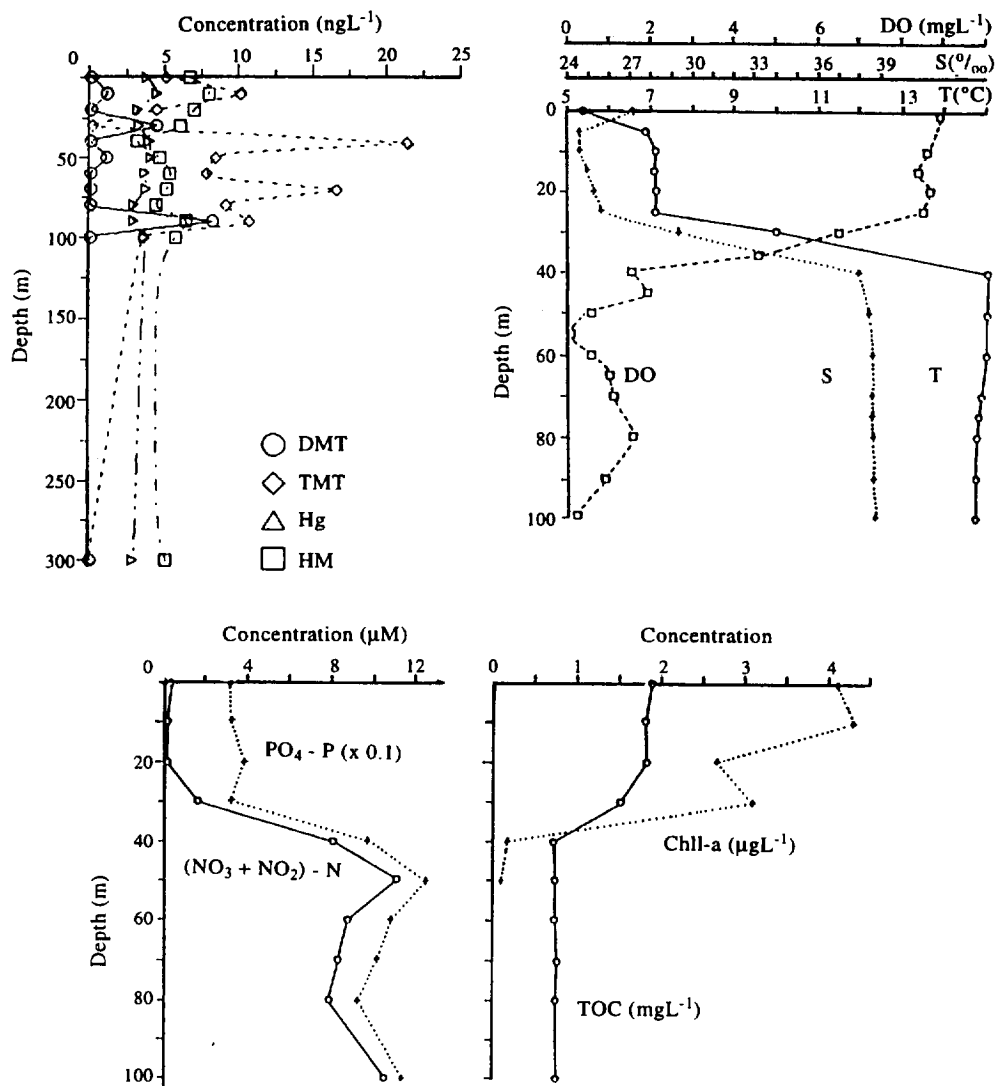 Concentration (ngL⁻¹)
0 5 10 15 20 25
0
50
100
150
200
250
300
Depth (m)
DMT
TMT
Hg
HM
0 2 4 6 8 DO (mgL⁻¹)
24 27 30 33 36 39 S(⁰/₀₀)
5 7 9 11 13 T(°C)
0
20
40
60
80
100
Depth (m)
DO S T
Concentration (µM)
0 4 8 12
0
20
40
60
80
100
Depth (m)
PO₄ - P (x 0.1)
(NO₃ + NO₂) - N
Concentration
0 1 2 3 4
Chll-a (µgL⁻¹)
TOC (mgL⁻¹)